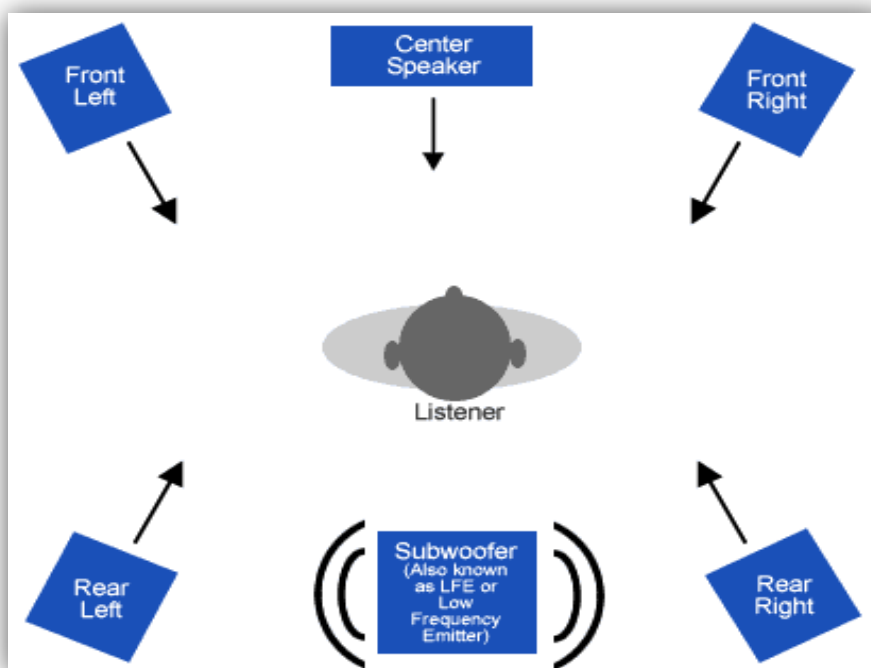 Front
Left
Center
Speaker
Front
Right
Listener
Rear
Left
Subwoofer
(Also known
as LFE or
Low
Frequency
Emitter)
Rear
Right